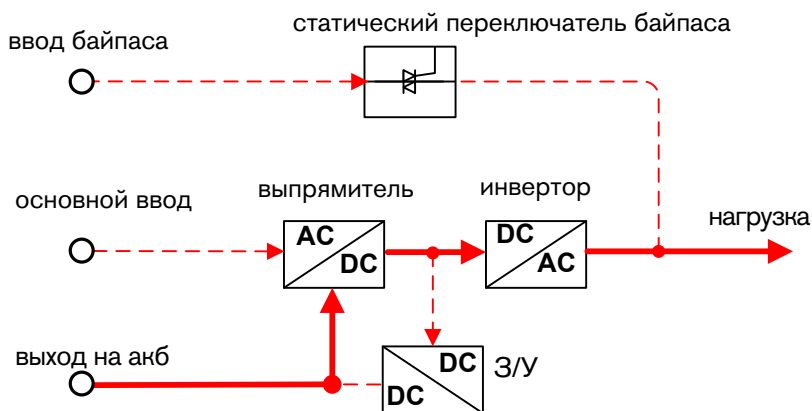 статический переключатель байпаса
ввод байпаса
основной ввод
выпрямитель
инвертор
нагрузка
AC
DC
DC
AC
выход на акб
DC
DC
З/У